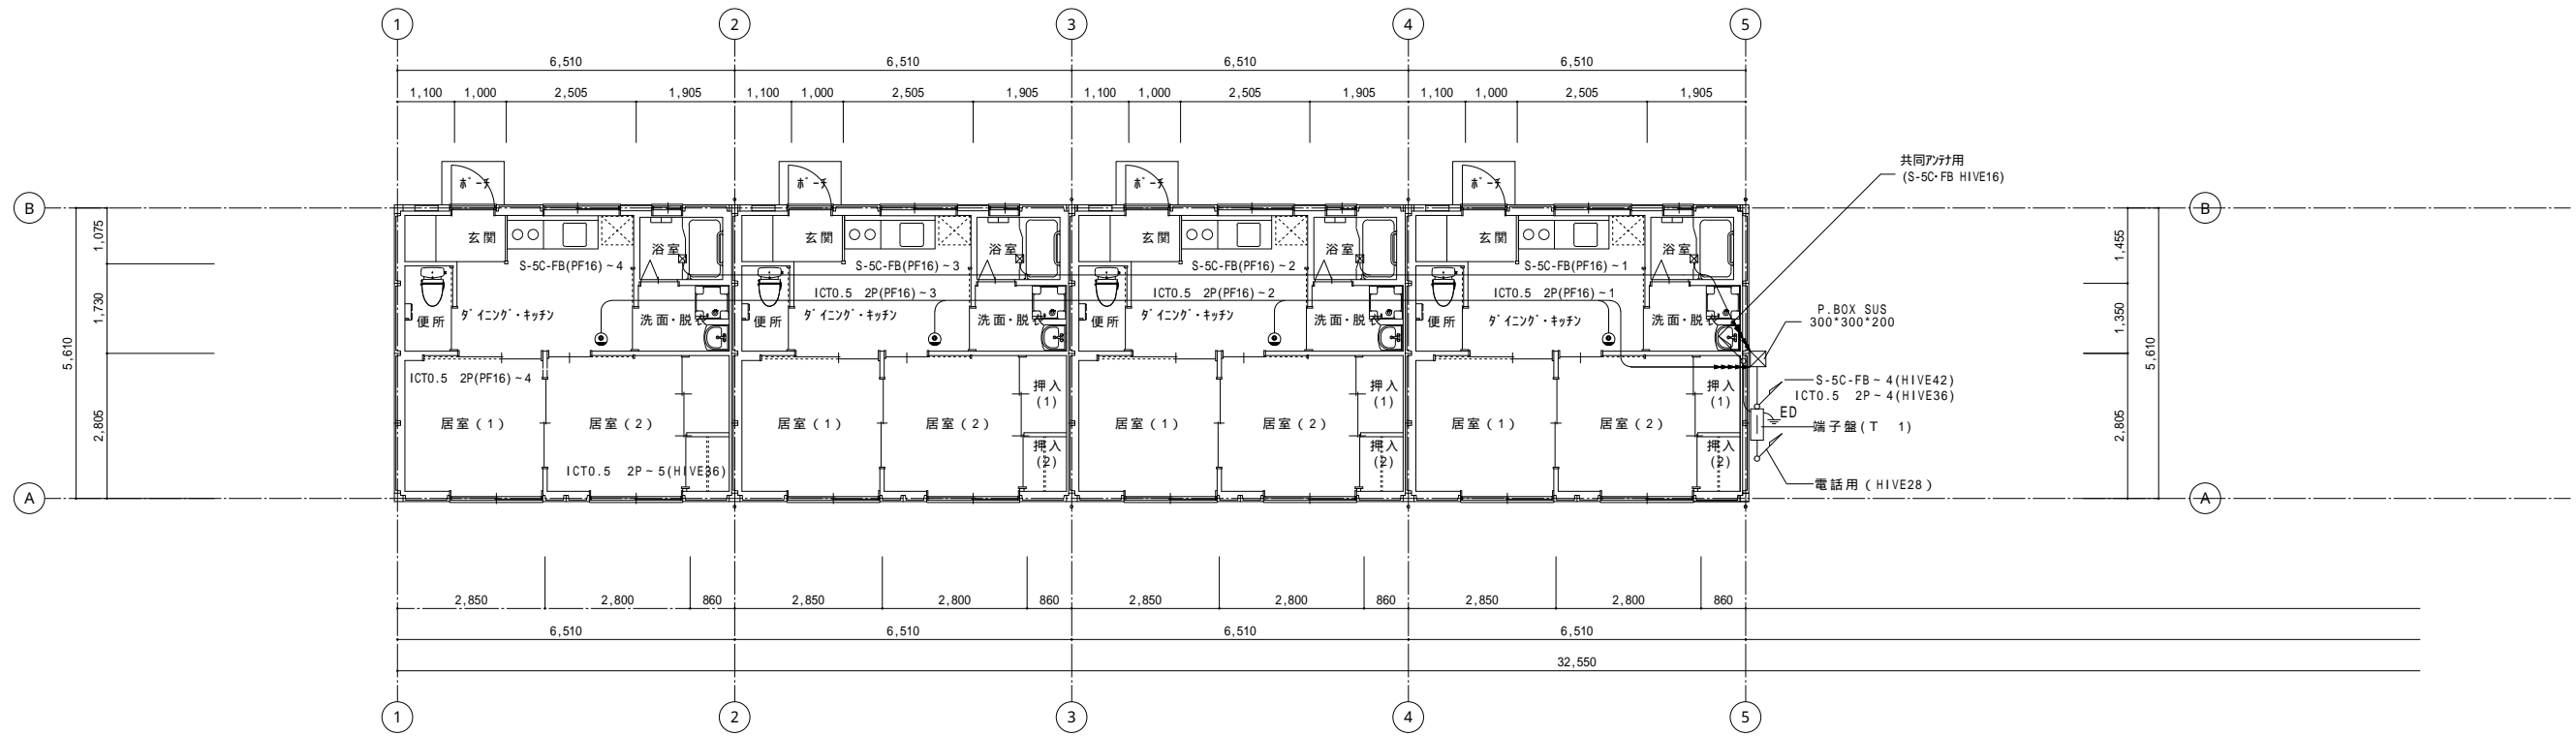 1 2 3 4 5
6,510 6,510 6,510 6,510
1,100 1,000 2,505 1,905 1,100 1,000 2,505 1,905 1,100 1,000 2,505 1,905 1,100 1,000 2,505 1,905
共同アンテナ用
(S-5C-FB HIVE16)
ポーチ ポーチ ポーチ ポーチ
B B
1,075
1,730
2,805
5,610
1,455
1,350
2,805
5,610
玄関 浴室 玄関 浴室 玄関 浴室 玄関 浴室
S-5C-FB(PF16)~4 S-5C-FB(PF16)~3 S-5C-FB(PF16)~2 S-5C-FB(PF16)~1
ICT0.5 2P(PF16)~3 ICT0.5 2P(PF16)~2 ICT0.5 2P(PF16)~1
便所 ダイニング・キッチン 洗面・脱衣 便所 ダイニング・キッチン 洗面・脱衣 便所 ダイニング・キッチン 洗面・脱衣 便所 ダイニング・キッチン 洗面・脱衣
P.BOX SUS
300*300*200
ICT0.5 2P(PF16)~4
押入
(1)
押入
(1)
押入
(1)
S-5C-FB~4(HIVE42)
ICT0.5 2P~4(HIVE36)
ED
端子盤(T 1)
居室(1) 居室(2) 居室(1) 居室(2) 居室(1) 居室(2) 居室(1) 居室(2)
押入
(2)
押入
(2)
押入
(2)
ICT0.5 2P~5(HIVE36)
電話用(HIVE28)
A A
2,850 2,800 860 2,850 2,800 860 2,850 2,800 860 2,850 2,800 860
6,510 6,510 6,510 6,510
32,550
1 2 3 4 5